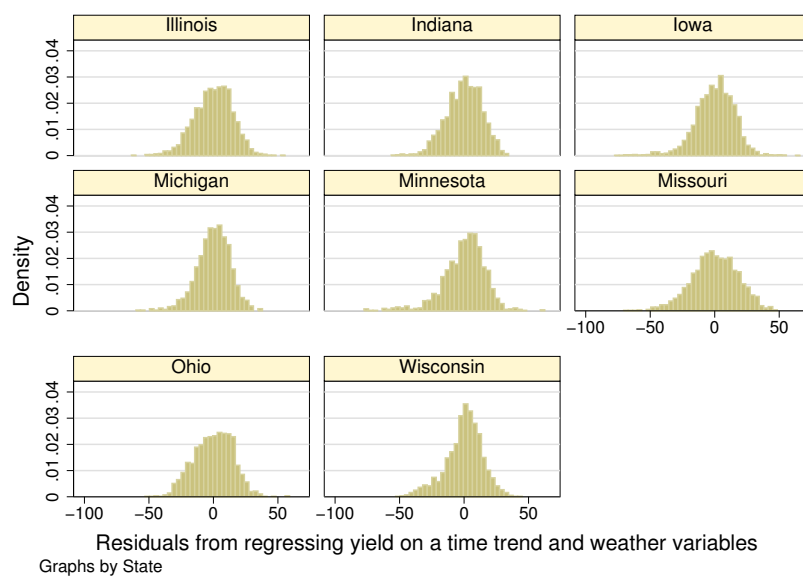 Illinois Indiana Iowa
0 .01 .02 .03 .04
Michigan Minnesota Missouri
0 .01 .02 .03 .04
−100 −50 0 50
Ohio Wisconsin
0 .01 .02 .03 .04
−100 −50 0 50 −100 −50 0 50
Density
Residuals from regressing yield on a time trend and weather variables
Graphs by State